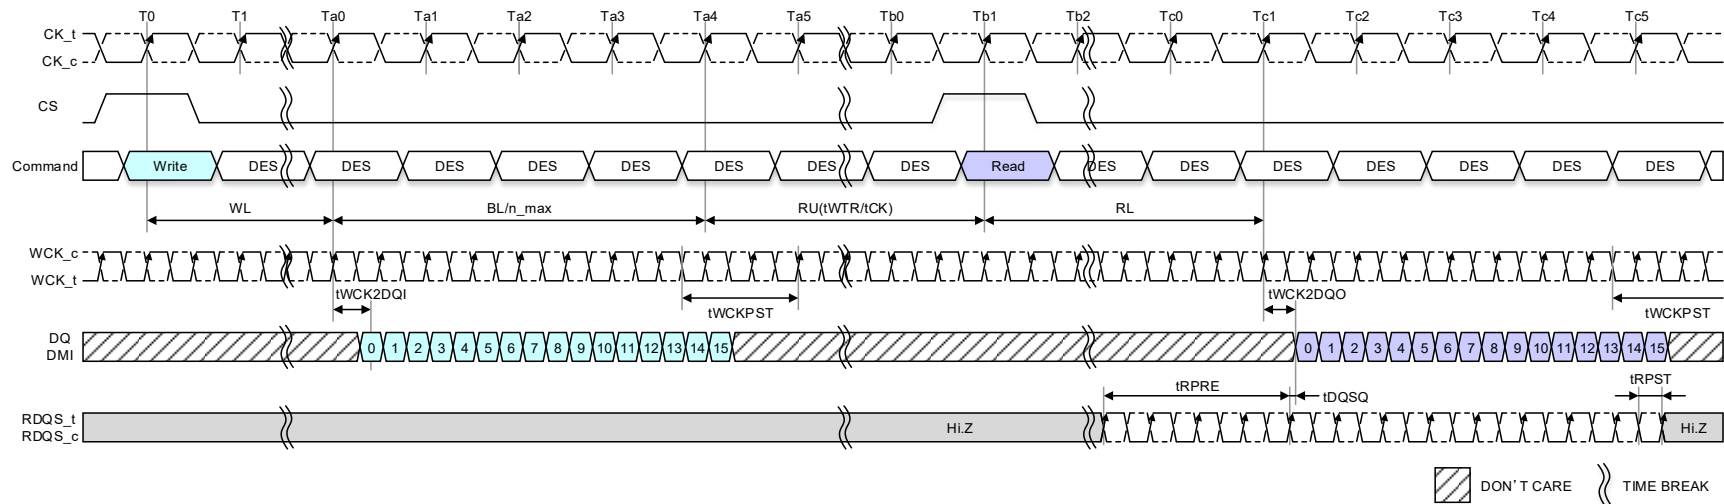 T0 T1 Ta0 Ta1 Ta2 Ta3 Ta4 Ta5 Tb0 Tb1 Tb2 Tc0 Tc1 Tc2 Tc3 Tc4 Tc5
CK_t
CK_c
CS
Command Write DES DES DES DES DES DES DES DES Read DES DES DES DES DES DES DES
WL BL/n_max RU(tWTR/tCK) RL
WCK_c
WCK_t
tWCK2DQI tWCK2DQO
tWCKPST tWCKPST
DQ
DMI
0 1 2 3 4 5 6 7 8 9 10 11 12 13 14 15 0 1 2 3 4 5 6 7 8 9 10 11 12 13 14 15
tRPRE tDQSQ tRPST
RDQS_t
RDQS_c
Hi.Z Hi.Z
DON'T CARE TIME BREAK